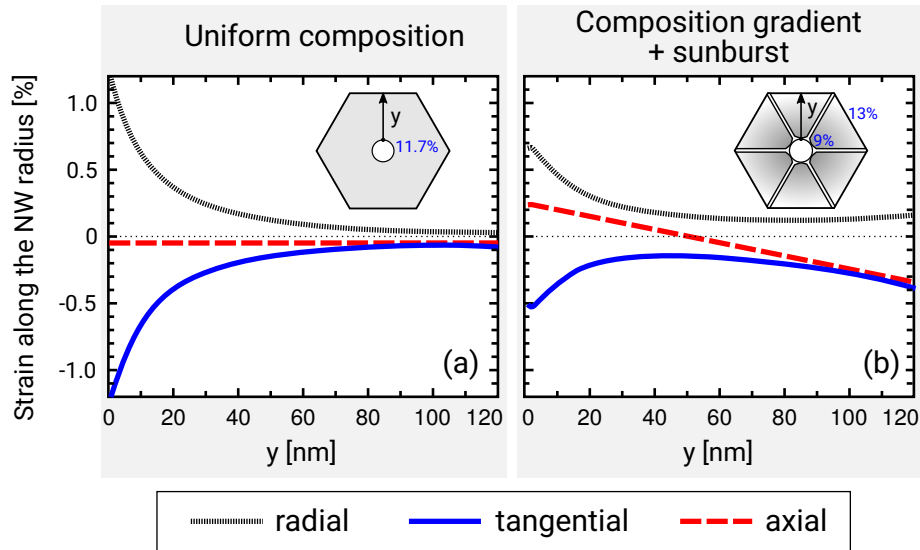 Uniform composition
Composition gradient
+ sunburst
Strain along the NW radius [%]
1.0
0.5
0
-0.5
-1.0
y
11.7%
(a)
0 20 40 60 80 100 120
y [nm]
y
13%
9%
(b)
0 20 40 60 80 100 120
y [nm]
radial tangential axial